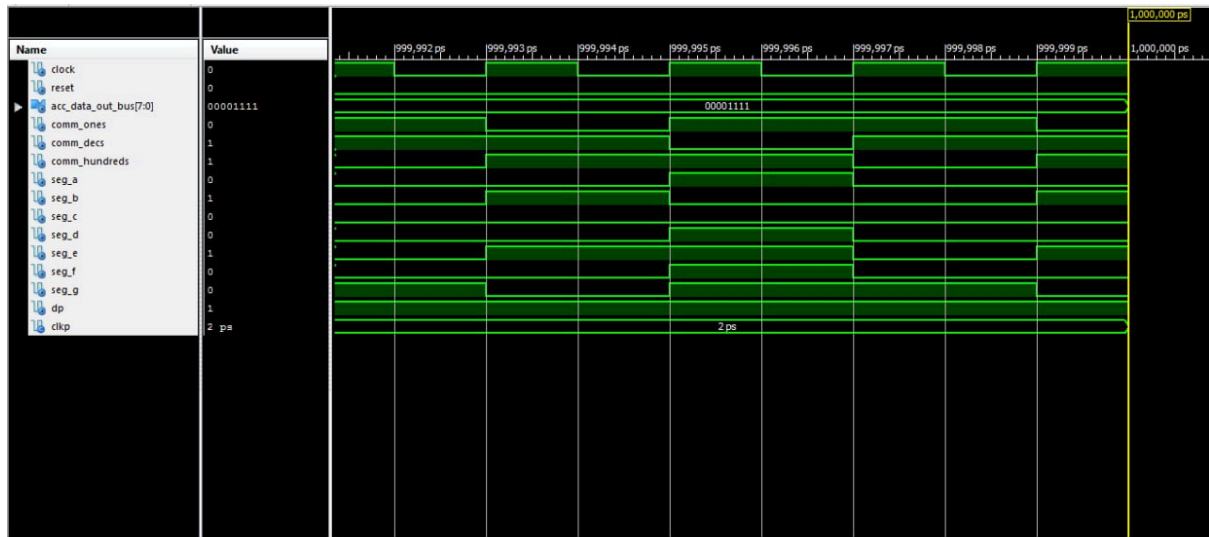 1,000,000 ps
Name Value
999,992 ps 999,993 ps 999,994 ps 999,995 ps 999,996 ps 999,997 ps 999,998 ps 999,999 ps 1,000,000 ps
clock 0
reset 0
acc_data_out_bus[7:0] 00001111 00001111
comm_ones 0
comm_decs 1
comm_hundreds 1
seg_a 0
seg_b 1
seg_c 0
seg_d 0
seg_e 1
seg_f 0
seg_g 0
dp 1
clkp 2 ps 2 ps